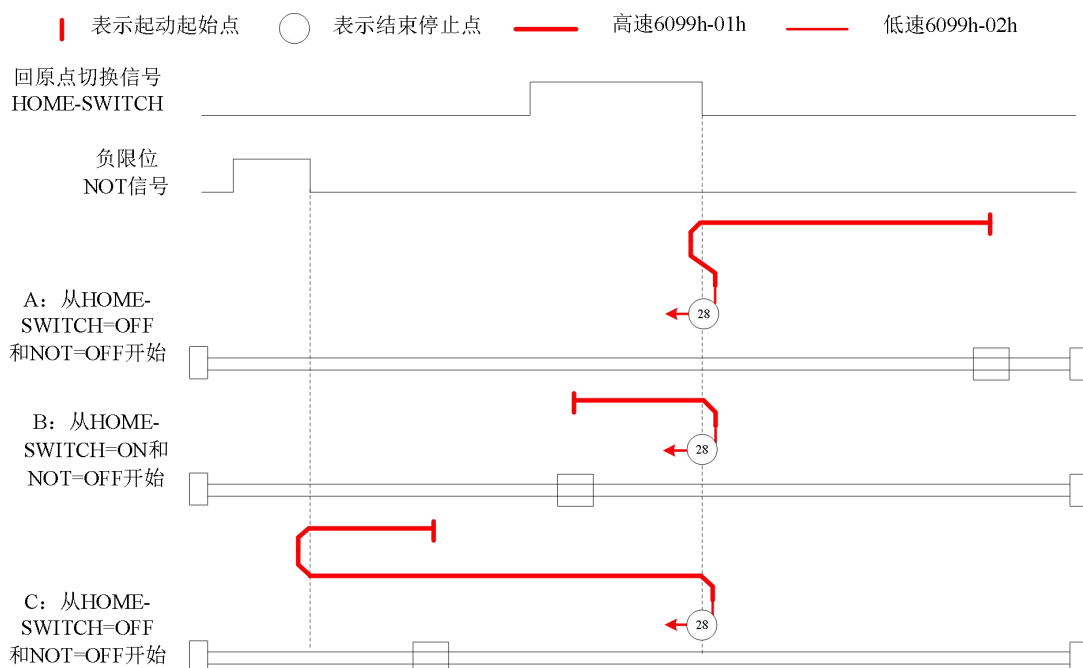 表示起动起始点 表示结束停止点 高速6099h-01h 低速6099h-02h
回原点切换信号
HOME-SWITCH
负限位
NOT信号
28
A：从HOME-
SWITCH=OFF
和NOT=OFF开始
B：从HOME-
SWITCH=ON和
NOT=OFF开始
28
C：从HOME-
SWITCH=OFF
和NOT=OFF开始
28